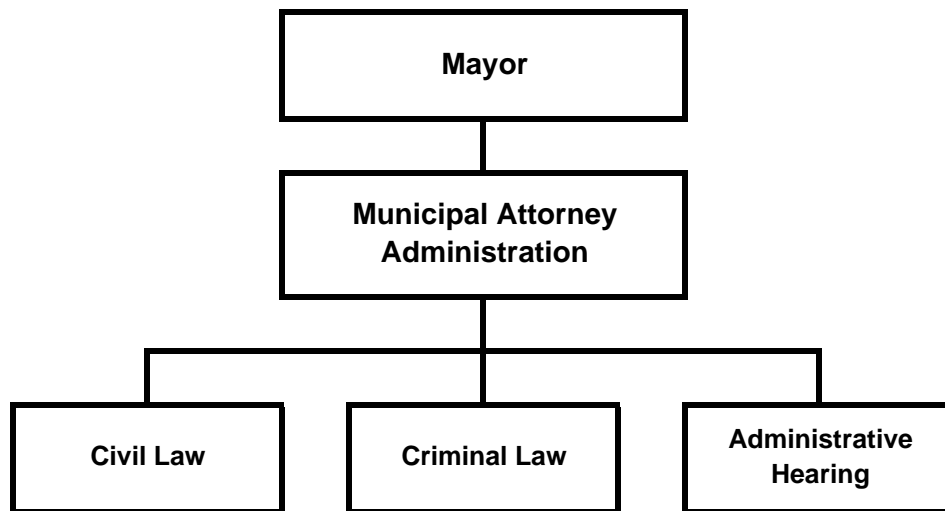 Mayor
Municipal Attorney
Administration
Civil Law
Criminal Law
Administrative
Hearing